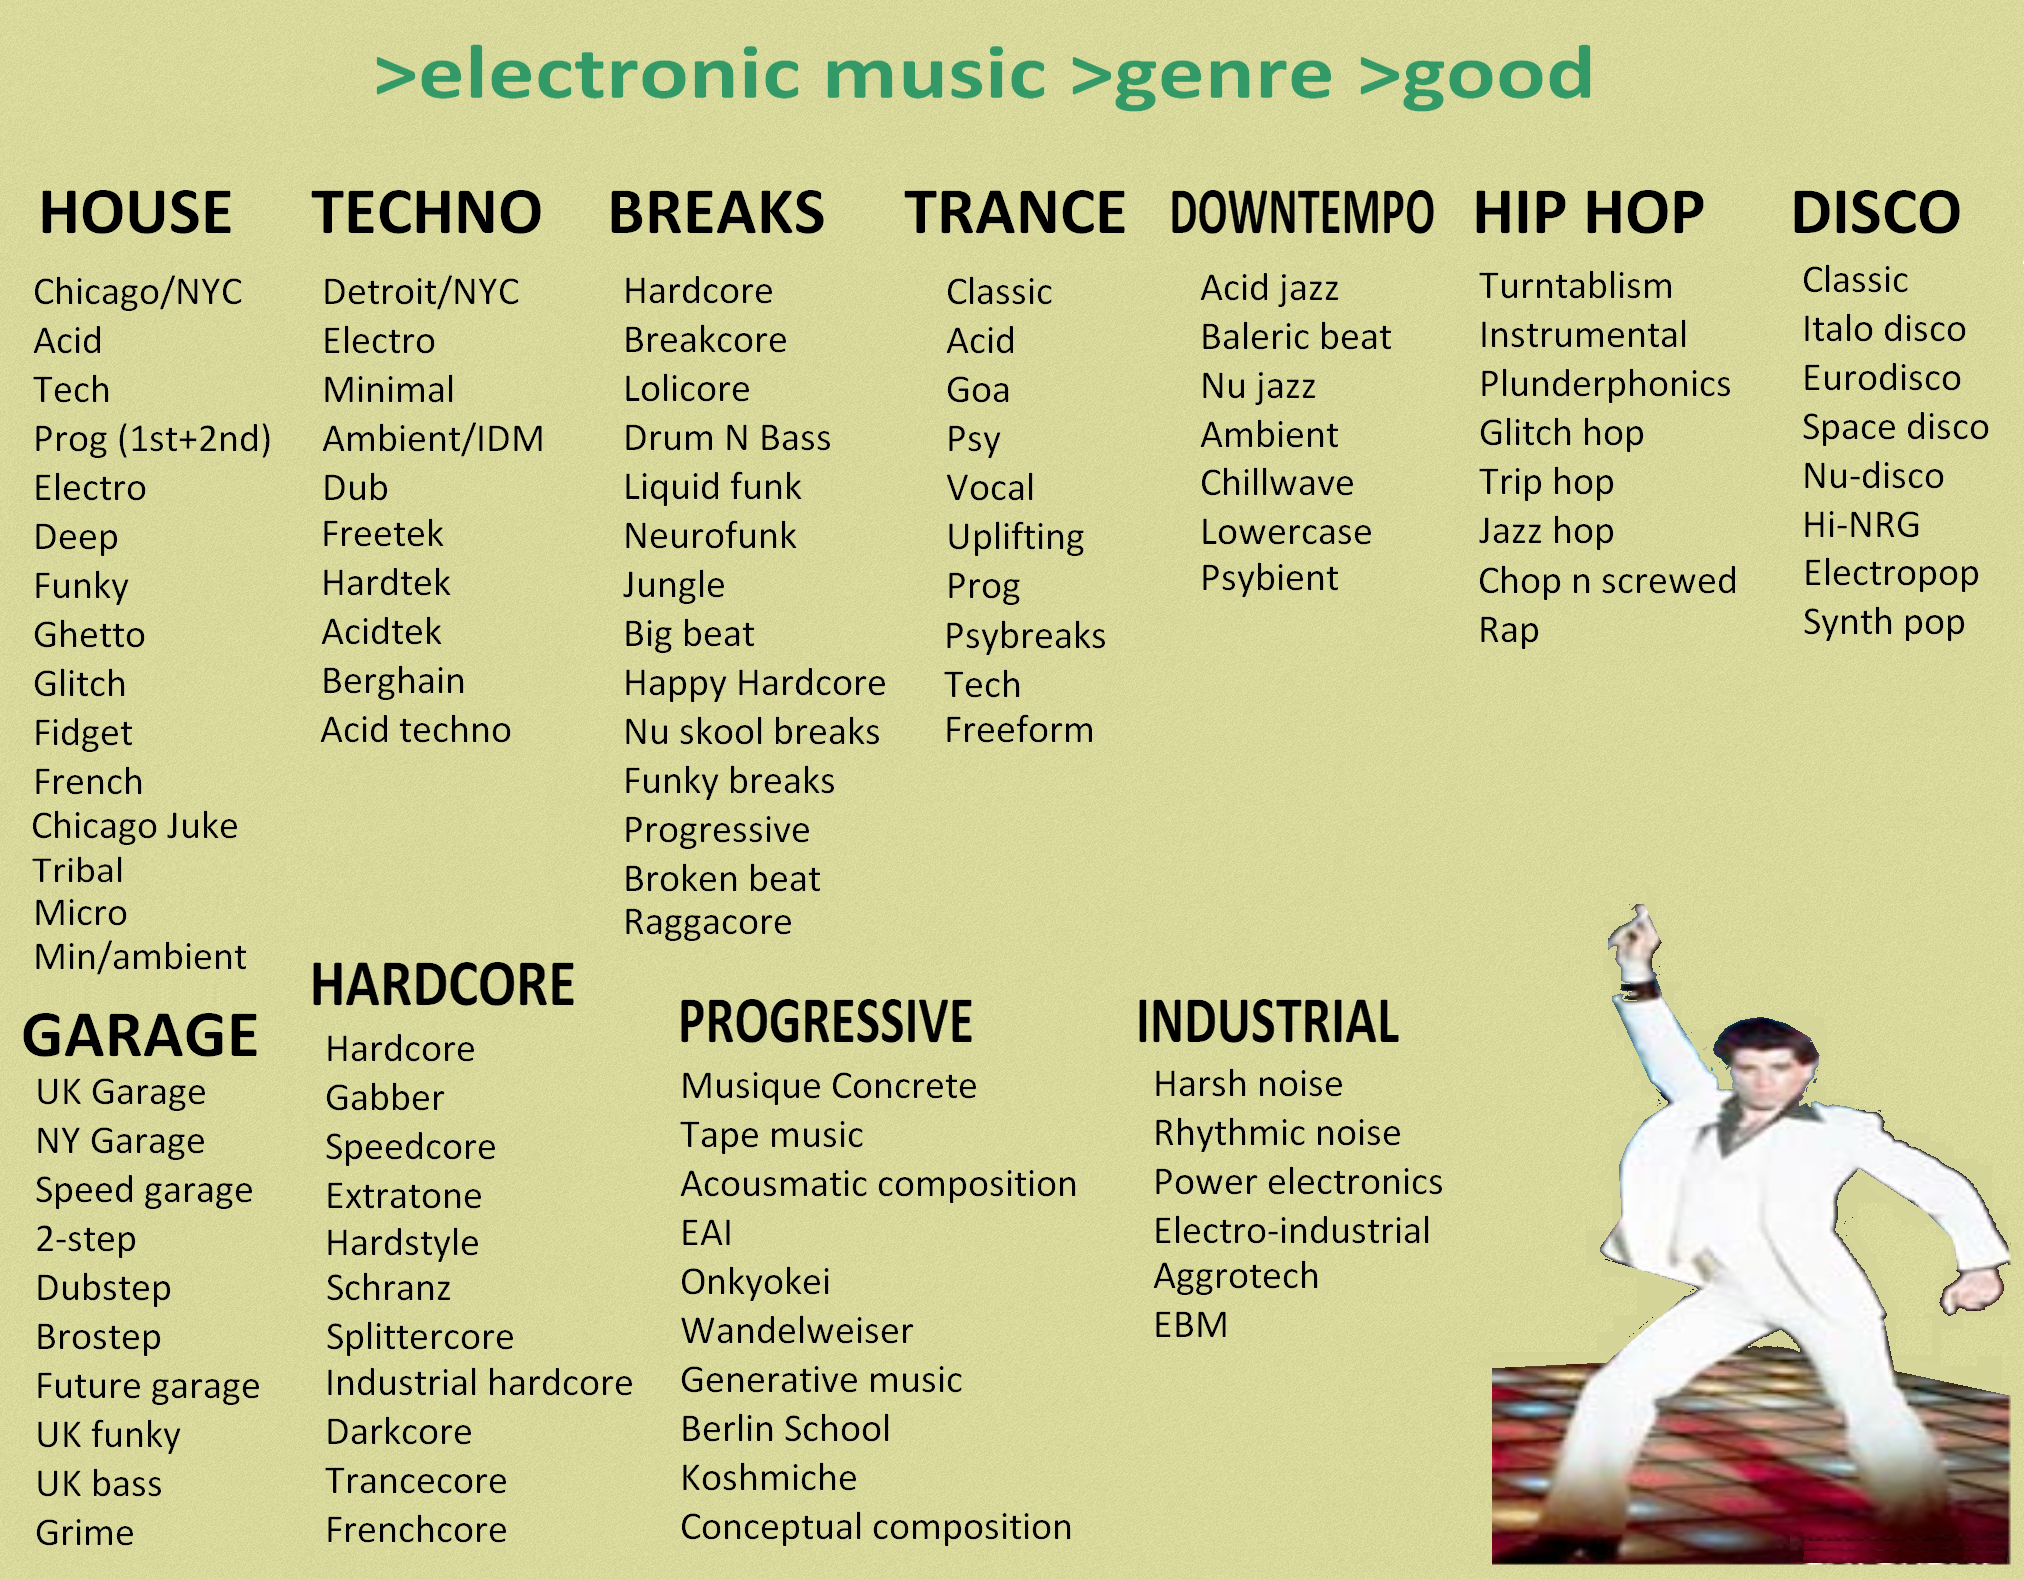 >electronic music >genre >good
HOUSE
Chicago/NYC
Acid
Tech
Prog (1st+2nd)
Electro
Deep
Funky
Ghetto
Glitch
Fidget
French
Chicago Juke
Tribal
Micro
Min/ambient
TECHNO
Detroit/NYC
Electro
Minimal
Ambient/IDM
Dub
Freetek
Hardtek
Acidtek
Berghain
Acid techno
BREAKS
Hardcore
Breakcore
Lolicore
Drum N Bass
Liquid funk
Neurofunk
Jungle
Big beat
Happy Hardcore
Nu skool breaks
Funky breaks
Progressive
Broken beat
Raggacore
TRANCE
Classic
Acid
Goa
Psy
Vocal
Uplifting
Prog
Psybreaks
Tech
Freeform
DOWNTEMPO
Acid jazz
Baleric beat
Nu jazz
Ambient
Chillwave
Lowercase
Psybient
HIP HOP
Turntablism
Instrumental
Plunderphonics
Glitch hop
Trip hop
Jazz hop
Chop n screwed
Rap
DISCO
Classic
Italo disco
Eurodisco
Space disco
Nu-disco
Hi-NRG
Electropop
Synth pop
GARAGE
UK Garage
NY Garage
Speed garage
2-step
Dubstep
Brostep
Future garage
UK funky
UK bass
Grime
HARDCORE
Hardcore
Gabber
Speedcore
Extratone
Hardstyle
Schranz
Splittercore
Industrial hardcore
Darkcore
Trancecore
Frenchcore
PROGRESSIVE
Musique Concrete
Tape music
Acousmatic composition
EAI
Onkyokei
Wandelweiser
Generative music
Berlin School
Koshmiche
Conceptual composition
INDUSTRIAL
Harsh noise
Rhythmic noise
Power electronics
Electro-industrial
Aggrotech
EBM